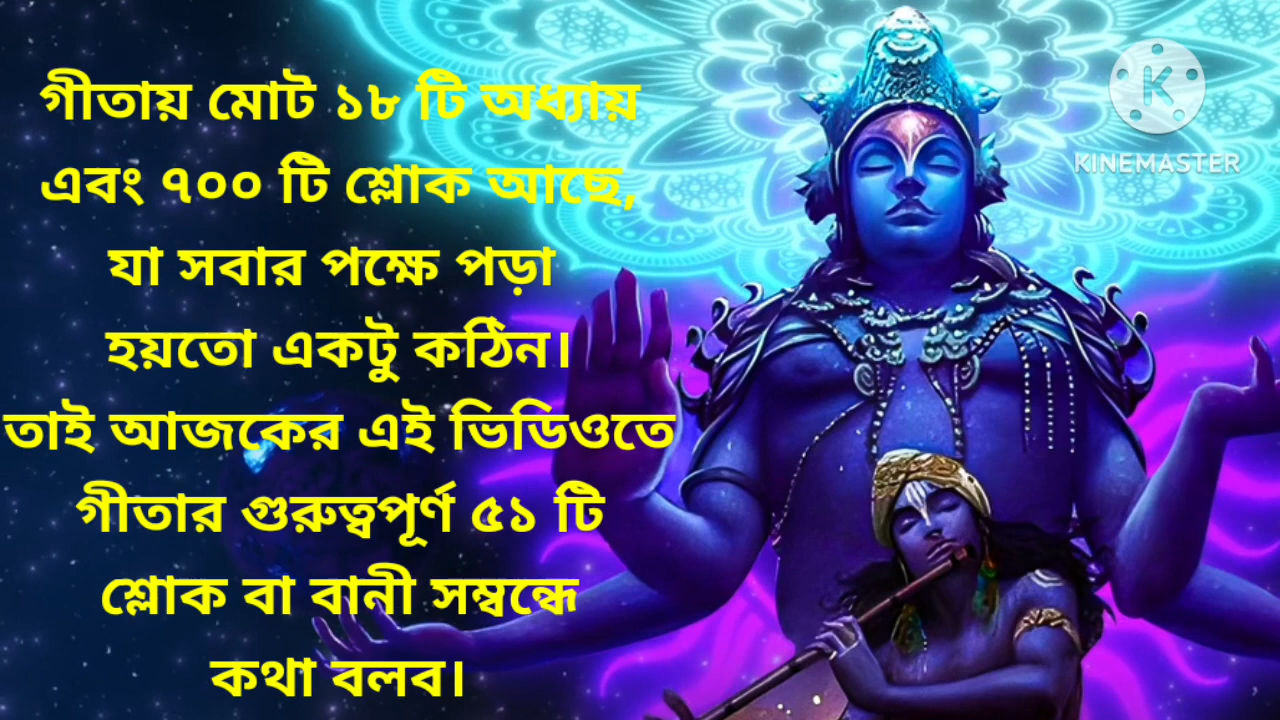 গীতায় মোট ১৮ টি অধ্যায়
এবং ৭০০ টি শ্লোক আছে,
যা সবার পক্ষে পড়া
হয়তো একটু কঠিন।
তাই আজকের এই ভিডিওতে
গীতার গুরুত্বপূর্ণ ৫১ টি
শ্লোক বা বানী সম্বন্ধে
কথা বলব।
K
KINEMASTER